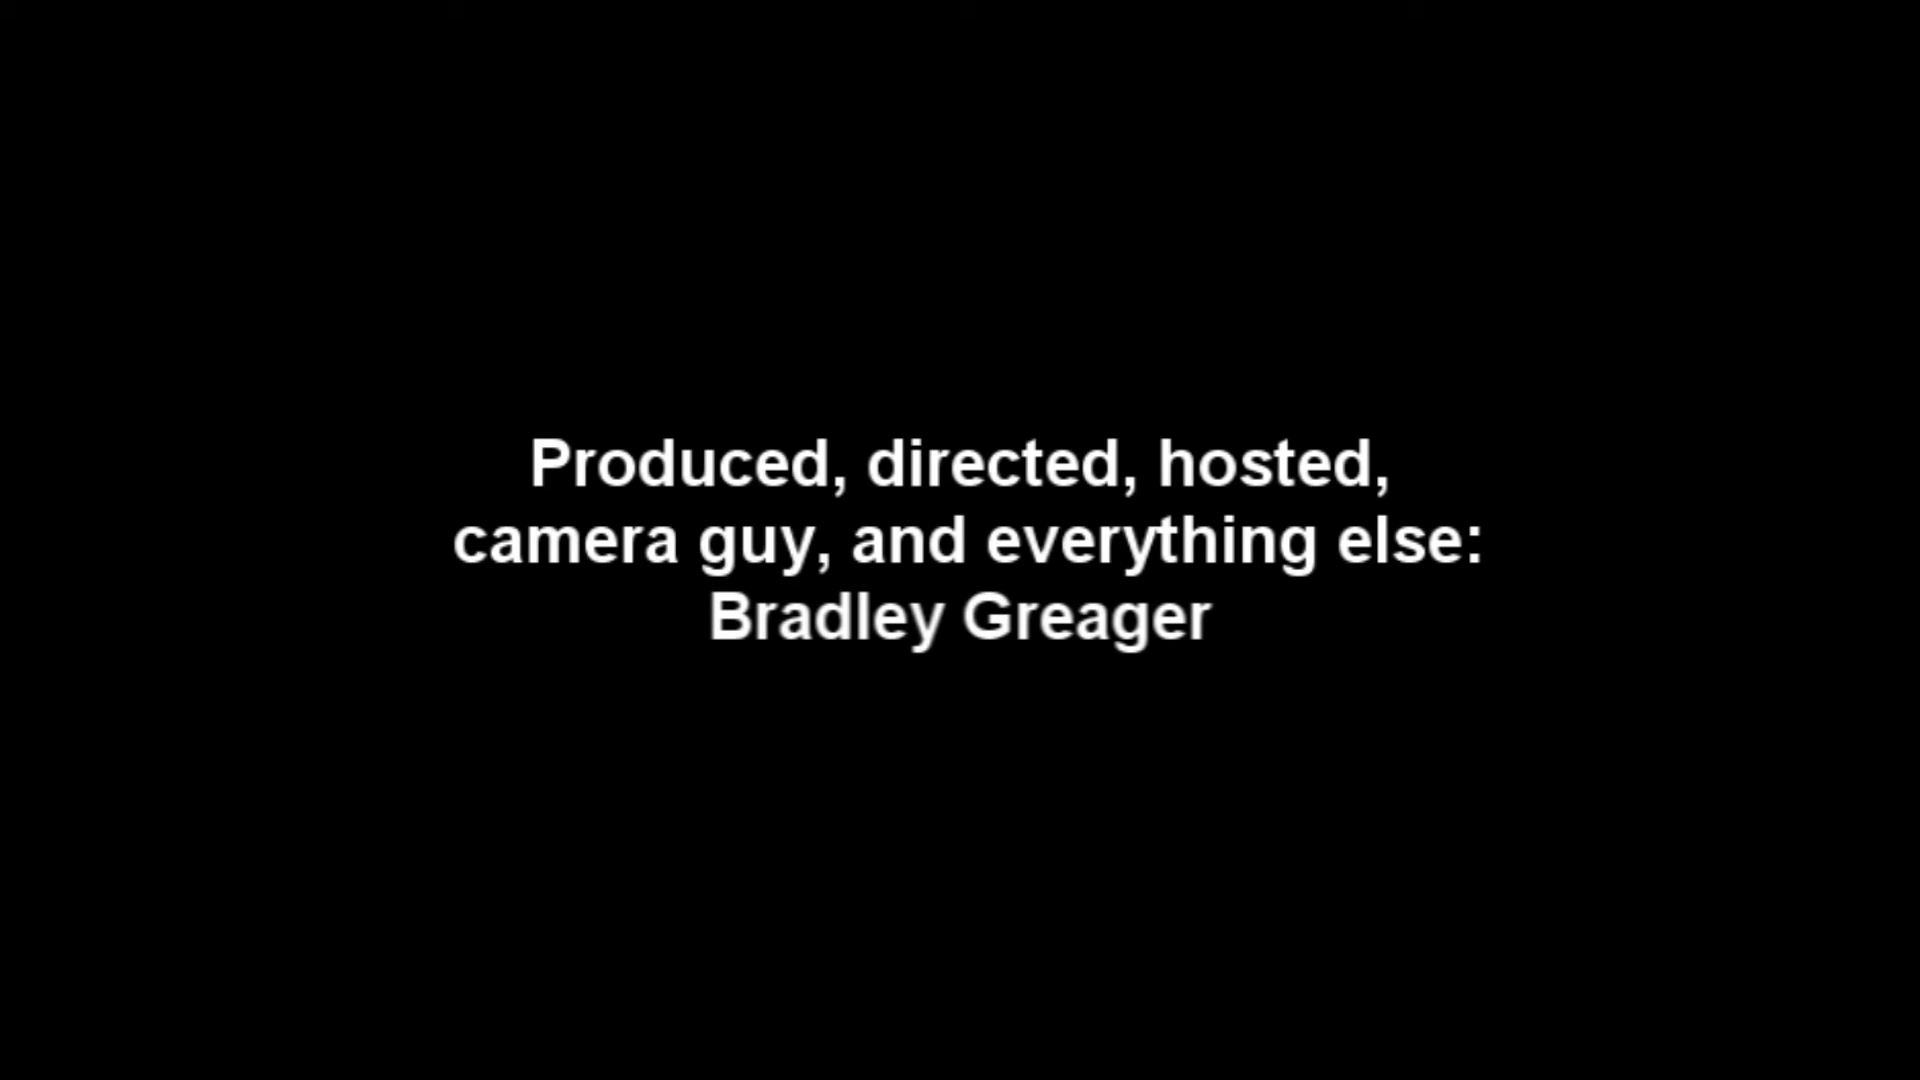 Produced, directed, hosted,
camera guy, and everything else:
Bradley Greager